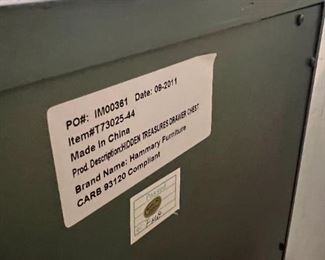 PO#: IM00361 Date: 09-2011
Item#T73025-44
Made in China
Prod. Description:HIDDEN TREASURES DRAWER CHEST
Brand Name: Hammary Furniture
CARB 93120 Compliant
Passed